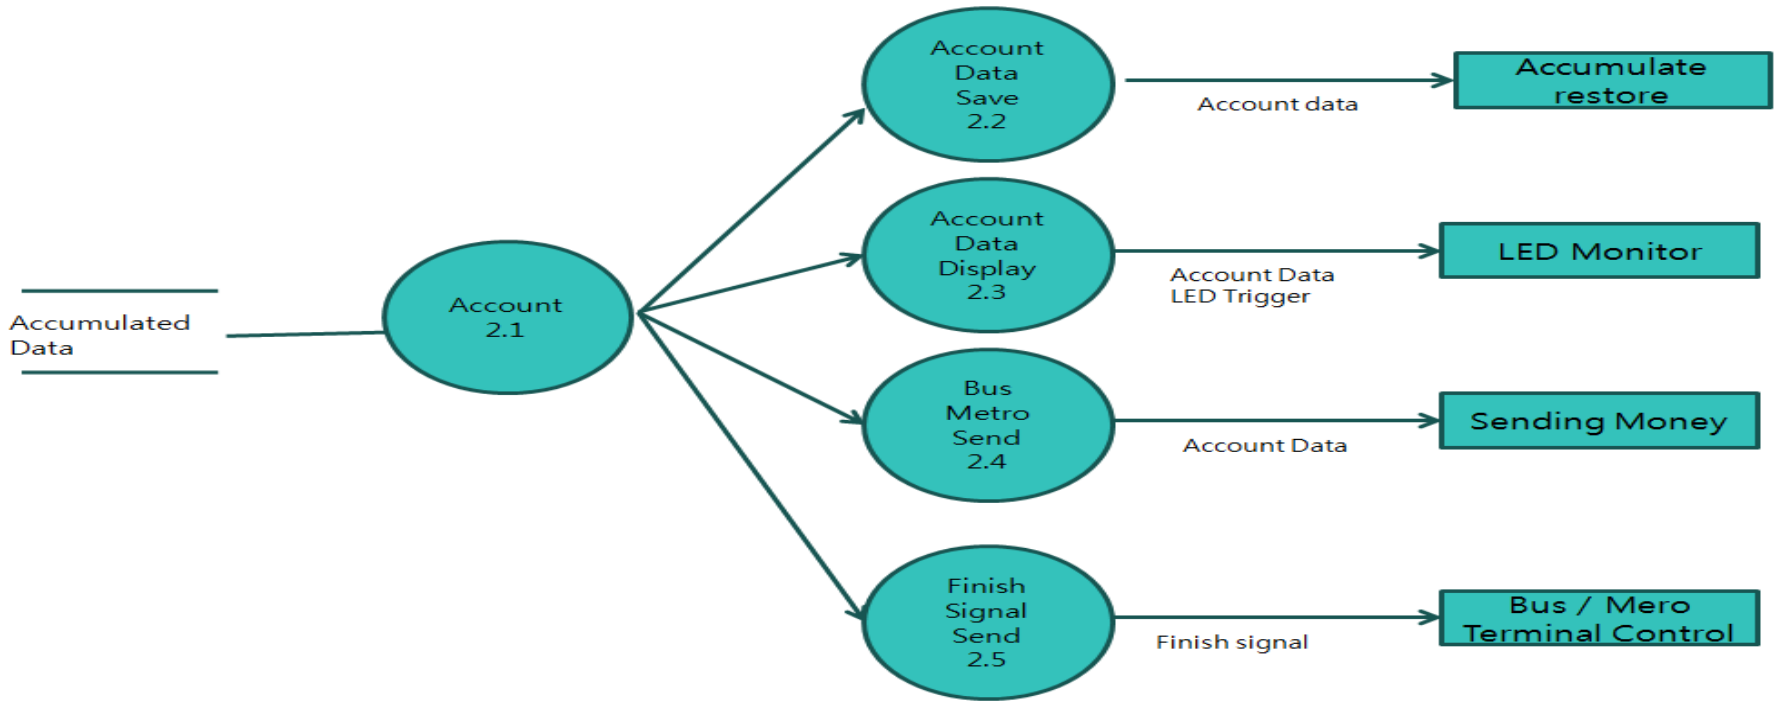 Accumulated
Data
Account
2.1
Account
Data
Save
2.2
Account data
Accumulate
restore
Account
Data
Display
2.3
Account Data
LED Trigger
LED Monitor
Bus
Metro
Send
2.4
Account Data
Sending Money
Finish
Signal
Send
2.5
Finish signal
Bus / Mero
Terminal Control